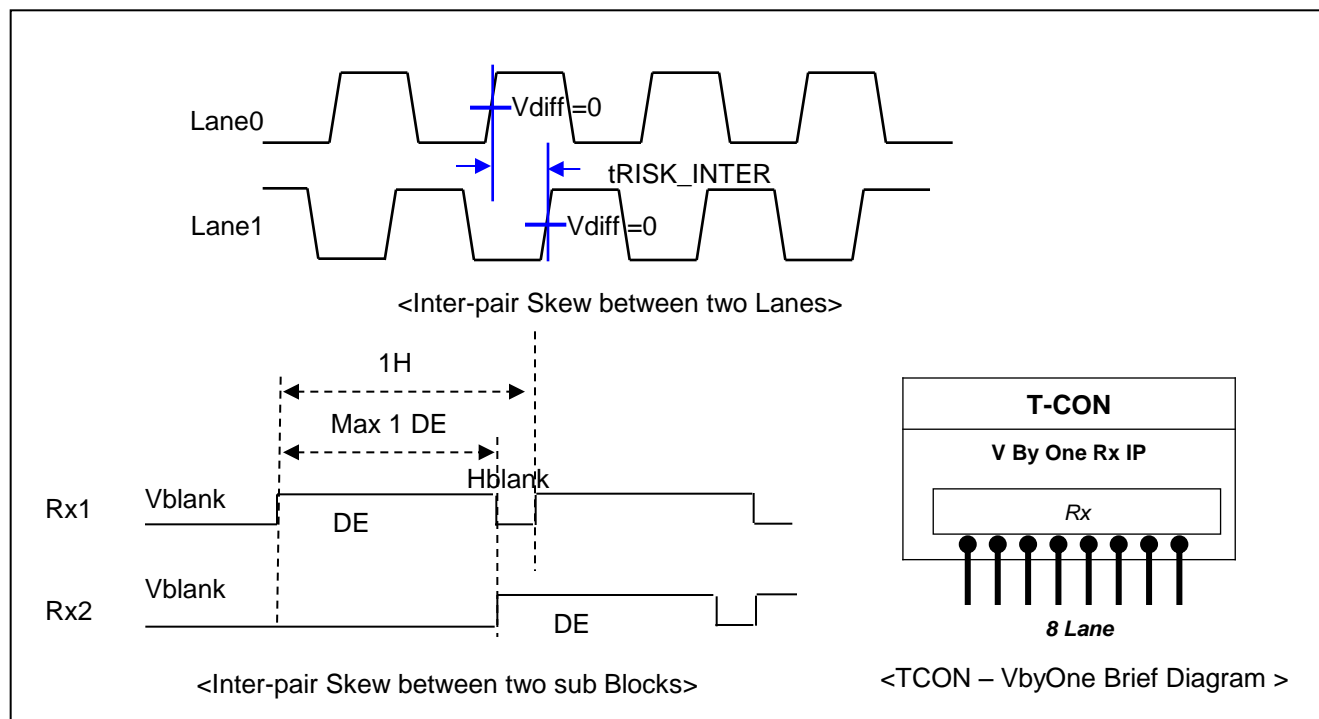 Lane0
Vdiff =0
tRISK_INTER
Lane1
Vdiff =0
<Inter-pair Skew between two Lanes>
1H
Max 1 DE
Hblank
Rx1
Vblank
DE
Rx2
Vblank
DE
<Inter-pair Skew between two sub Blocks>
T-CON
V By One Rx IP
Rx
8 Lane
<TCON – VbyOne Brief Diagram >